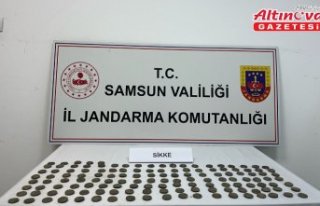 Altınova
GAZETESİ
T.C.
SAMSUN VALİLİĞİ
İL JANDARMA KOMUTANLIĞI
SİKKE